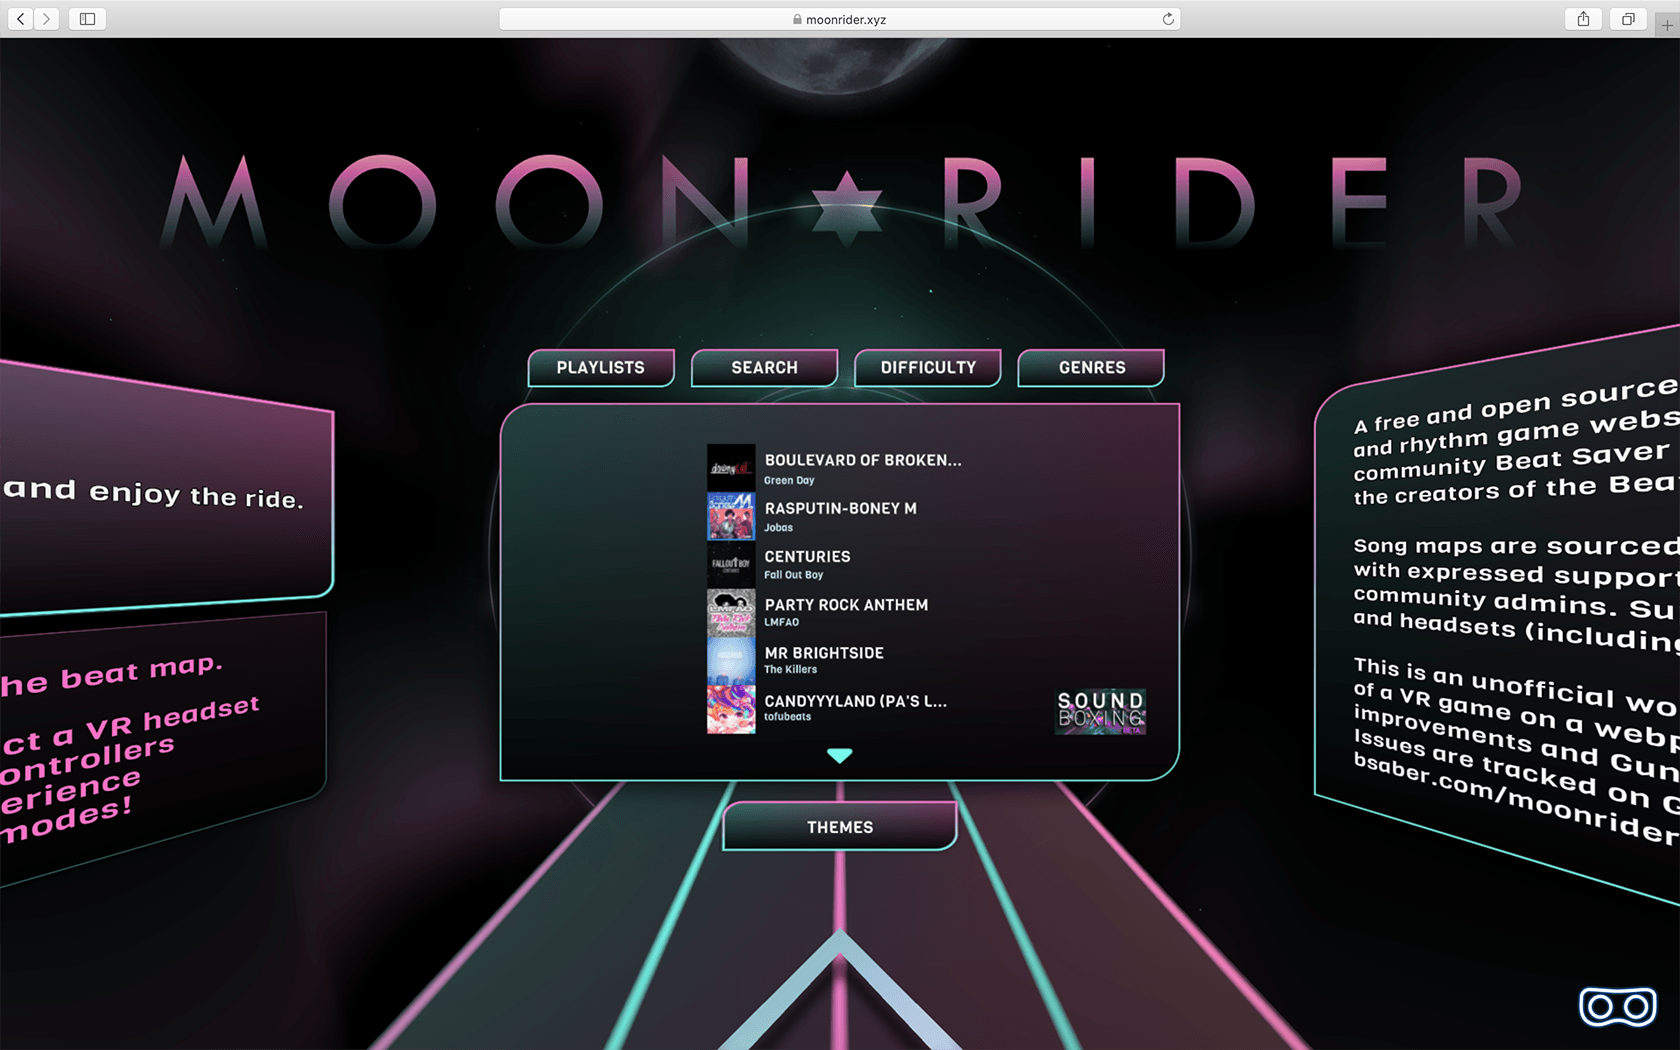 moonrider.xyz
MOON RIDER
PLAYLISTS
SEARCH
DIFFICULTY
GENRES
BOULEVARD OF BROKEN...
Green Day
RASPUTIN-BONEY M
Jobas
CENTURIES
Fall Out Boy
PARTY ROCK ANTHEM
LMFAO
MR BRIGHTSIDE
The Killers
CANDYYYLAND (PA'S L...
tofubeats
SOUND
BOXING
BETA
THEMES
and enjoy the ride.
he beat map.
ct a VR headset
ontrollers
erience
modes!
A free and open source
and rhythm game webs
community Beat Saver
the creators of the Bea
Song maps are sourced
with expressed support
community admins. Su
and headsets (including
This is an unofficial wo
of a VR game on a webp
improvements and Gun
Issues are tracked on G
bsaber.com/moonrider
FALL OUT BOY
LMFAO